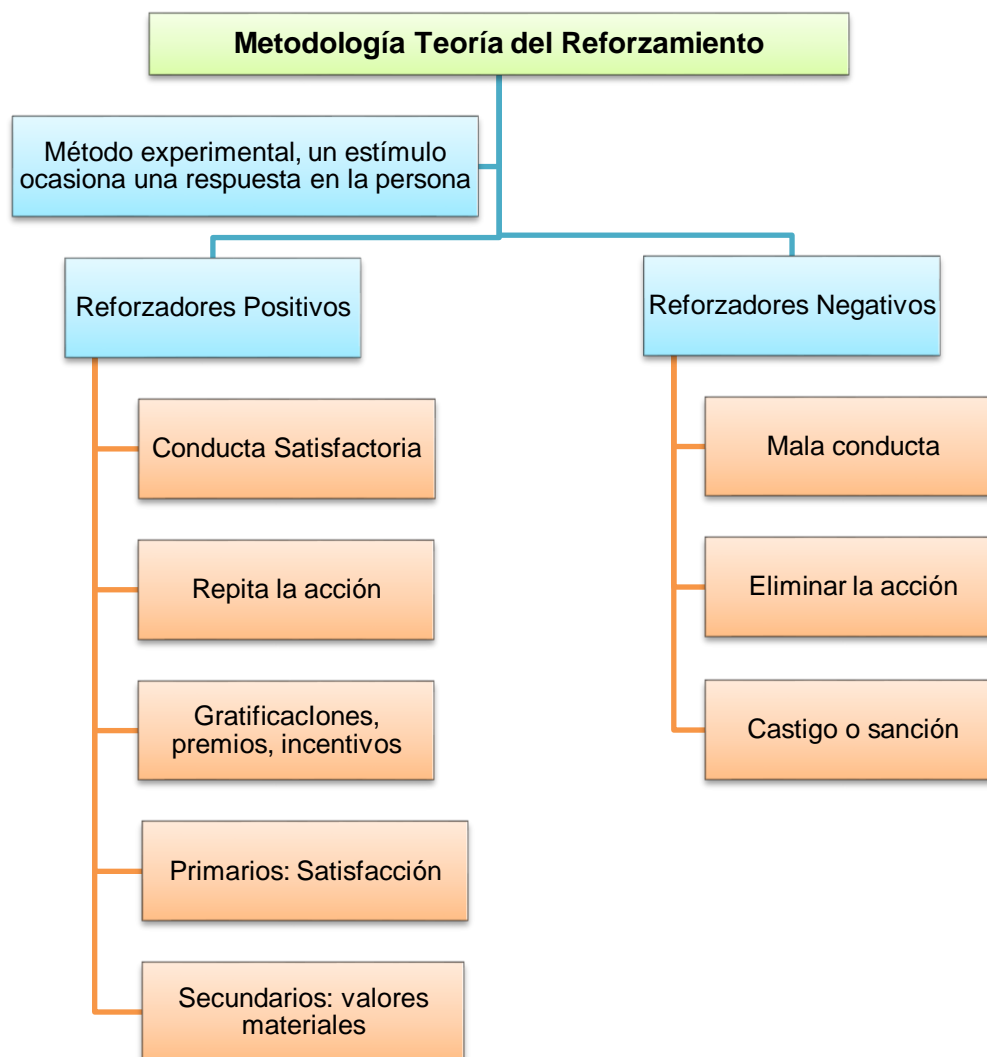 Metodología Teoría del Reforzamiento
Método experimental, un estímulo
ocasiona una respuesta en la persona
Reforzadores Positivos
Conducta Satisfactoria
Repita la acción
GratificacIones,
premios, incentivos
Primarios: Satisfacción
Secundarios: valores
materiales
Reforzadores Negativos
Mala conducta
Eliminar la acción
Castigo o sanción